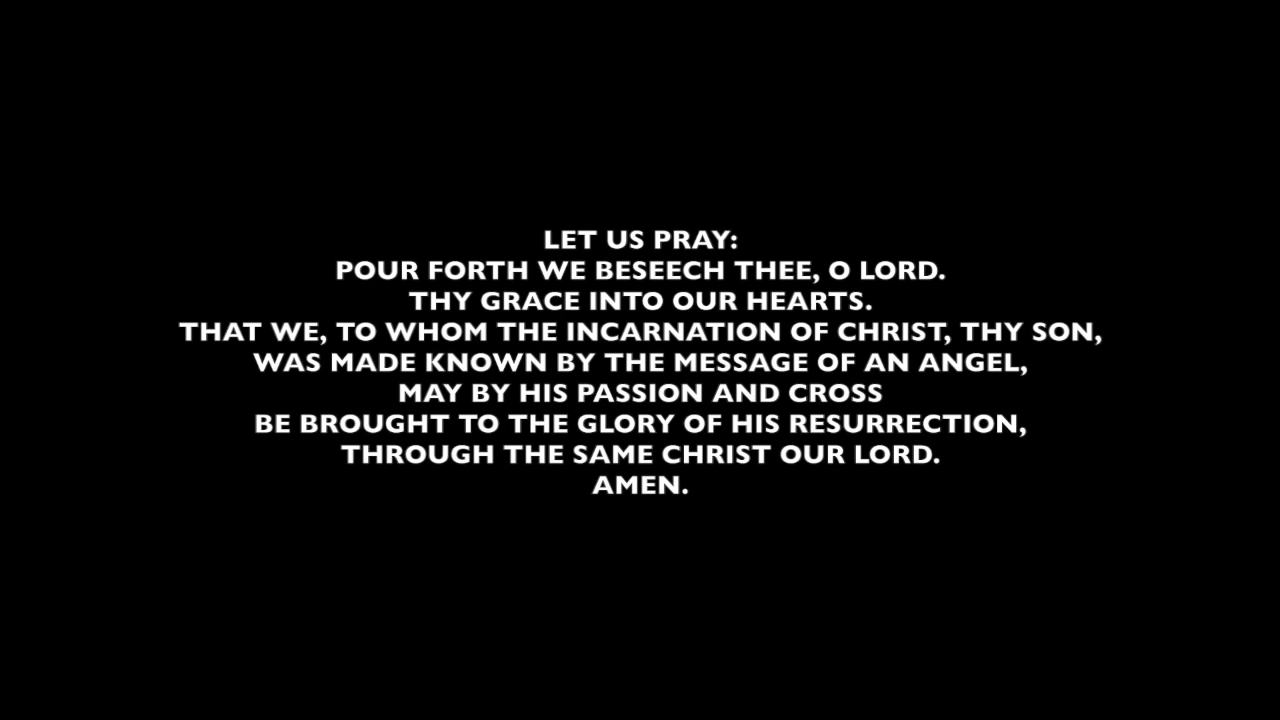 LET US PRAY:
POUR FORTH WE BESEECH THEE, O LORD.
THY GRACE INTO OUR HEARTS.
THAT WE, TO WHOM THE INCARNATION OF CHRIST, THY SON,
WAS MADE KNOWN BY THE MESSAGE OF AN ANGEL,
MAY BY HIS PASSION AND CROSS
BE BROUGHT TO THE GLORY OF HIS RESURRECTION,
THROUGH THE SAME CHRIST OUR LORD.
AMEN.